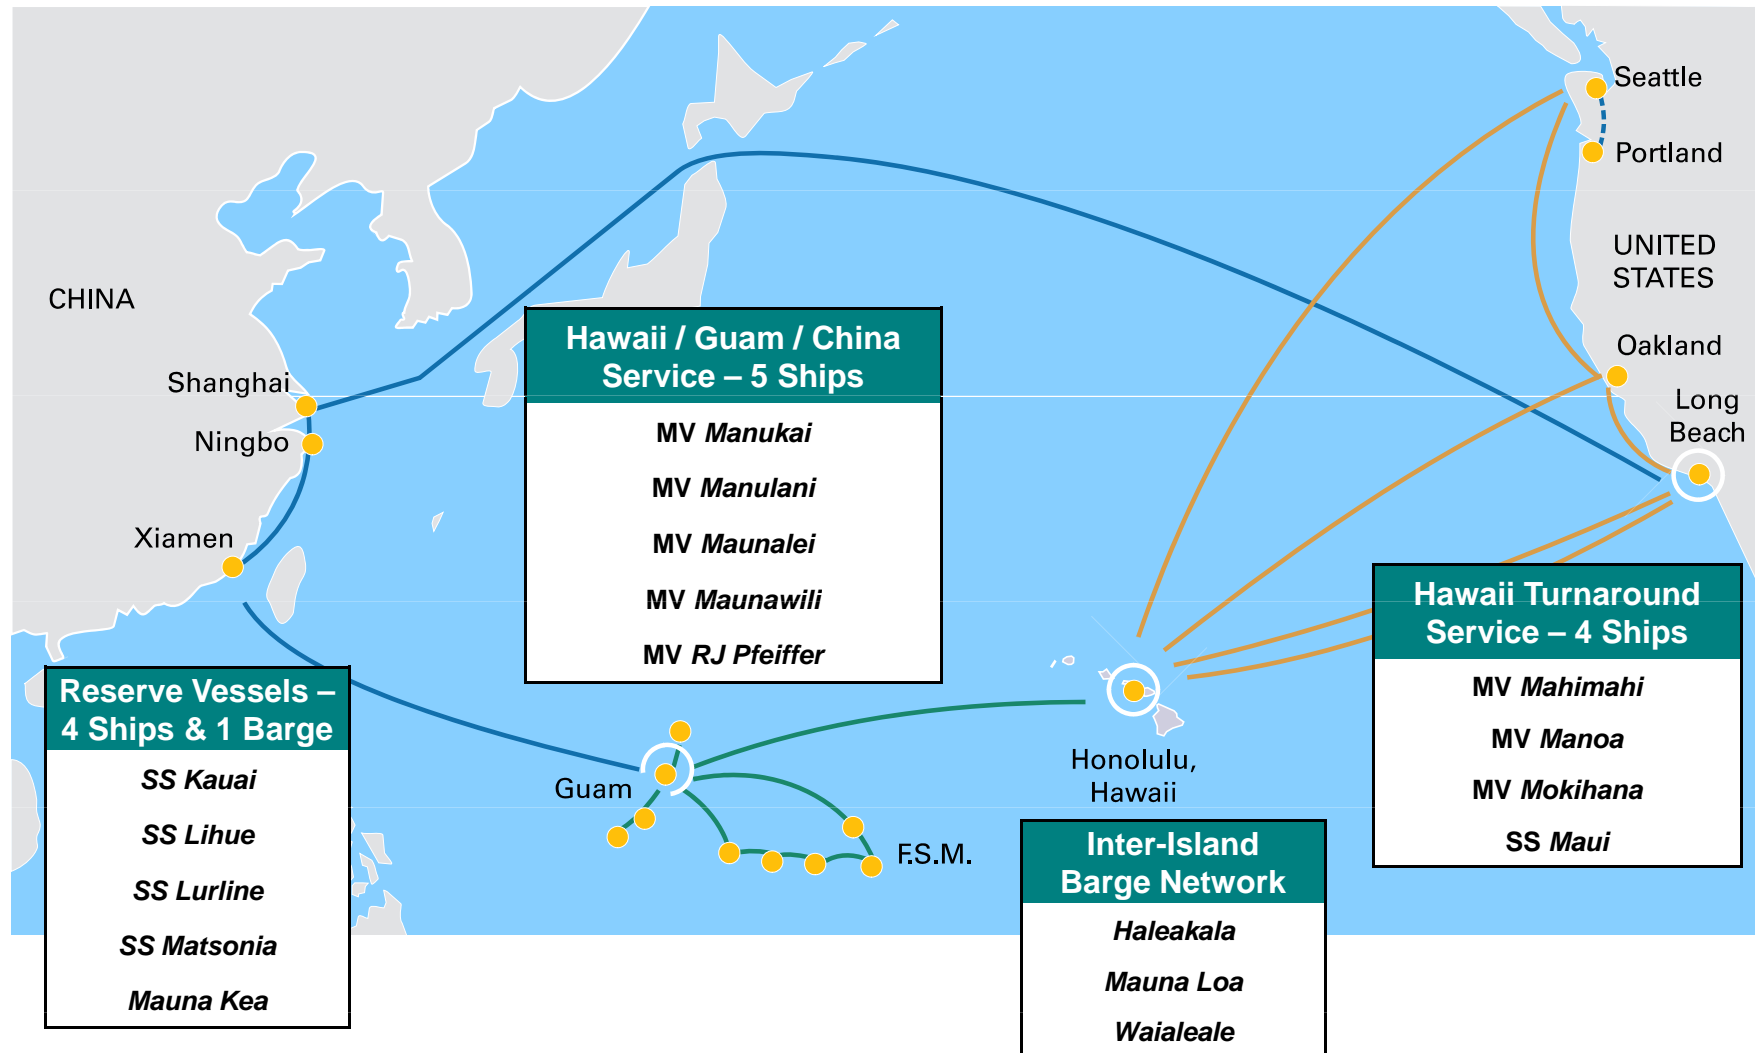 Seattle
Portland
UNITED
STATES
CHINA
Oakland
Long
Beach
Shanghai
Ningbo
Xiamen
Guam
F.S.M.
Honolulu,
Hawaii
Hawaii / Guam / China
Service – 5 Ships
MV Manukai
MV Manulani
MV Maunalei
MV Maunawili
MV RJ Pfeiffer
Hawaii Turnaround
Service – 4 Ships
MV Mahimahi
MV Manoa
MV Mokihana
SS Maui
Reserve Vessels –
4 Ships & 1 Barge
SS Kauai
SS Lihue
SS Lurline
SS Matsonia
Mauna Kea
Inter-Island
Barge Network
Haleakala
Mauna Loa
Waialeale